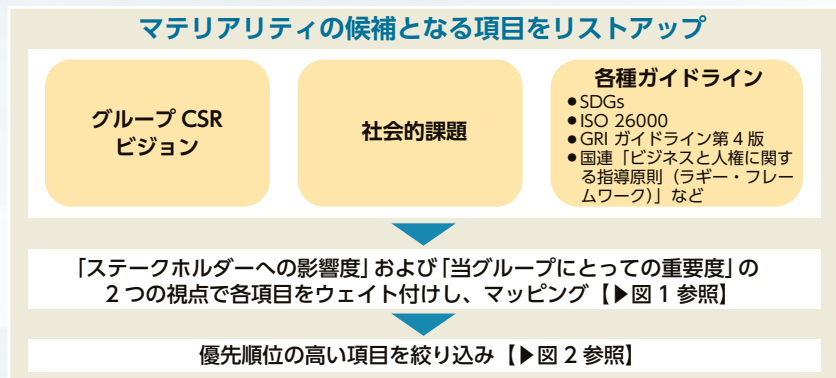 マテリアリティの候補となる項目をリストアップ
グループ CSR
ビジョン
社会的課題
各種ガイドライン
●SDGs
●ISO 26000
●GRI ガイドライン第 4 版
●国連「ビジネスと人権に関す
る指導原則（ラギー・フレー
ムワーク）」など
「ステークホルダーへの影響度」および「当グループにとっての重要度」の
2 つの視点で各項目をウェイト付けし、マッピング【▶図 1 参照】
優先順位の高い項目を絞り込み【▶図 2 参照】